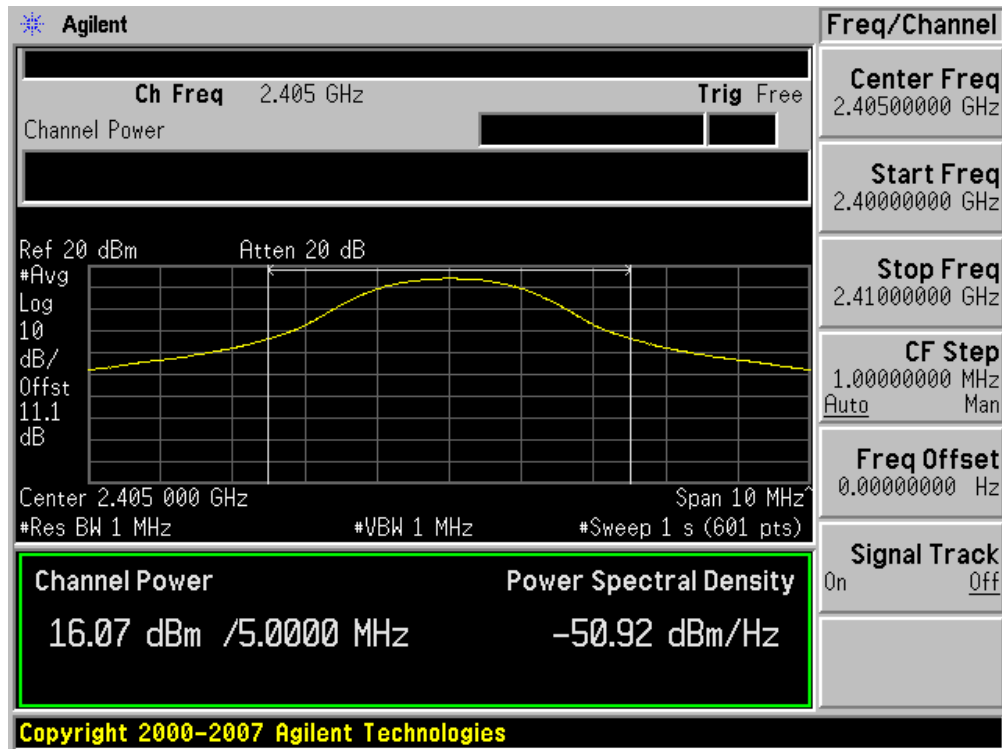 Agilent
Freq/Channel
Ch Freq 2.405 GHz Trig Free
Channel Power
Center Freq
2.40500000 GHz
Start Freq
2.40000000 GHz
Stop Freq
2.41000000 GHz
CF Step
1.00000000 MHz
Auto Man
Freq Offset
0.00000000 Hz
Signal Track
On Off
Ref 20 dBm Atten 20 dB
#Avg
Log
10
dB/
Offst
11.1
dB
Center 2.405 000 GHz Span 10 MHz^
#Res BW 1 MHz #VBW 1 MHz #Sweep 1 s (601 pts)
Channel Power Power Spectral Density
16.07 dBm /5.0000 MHz -50.92 dBm/Hz
Copyright 2000-2007 Agilent Technologies